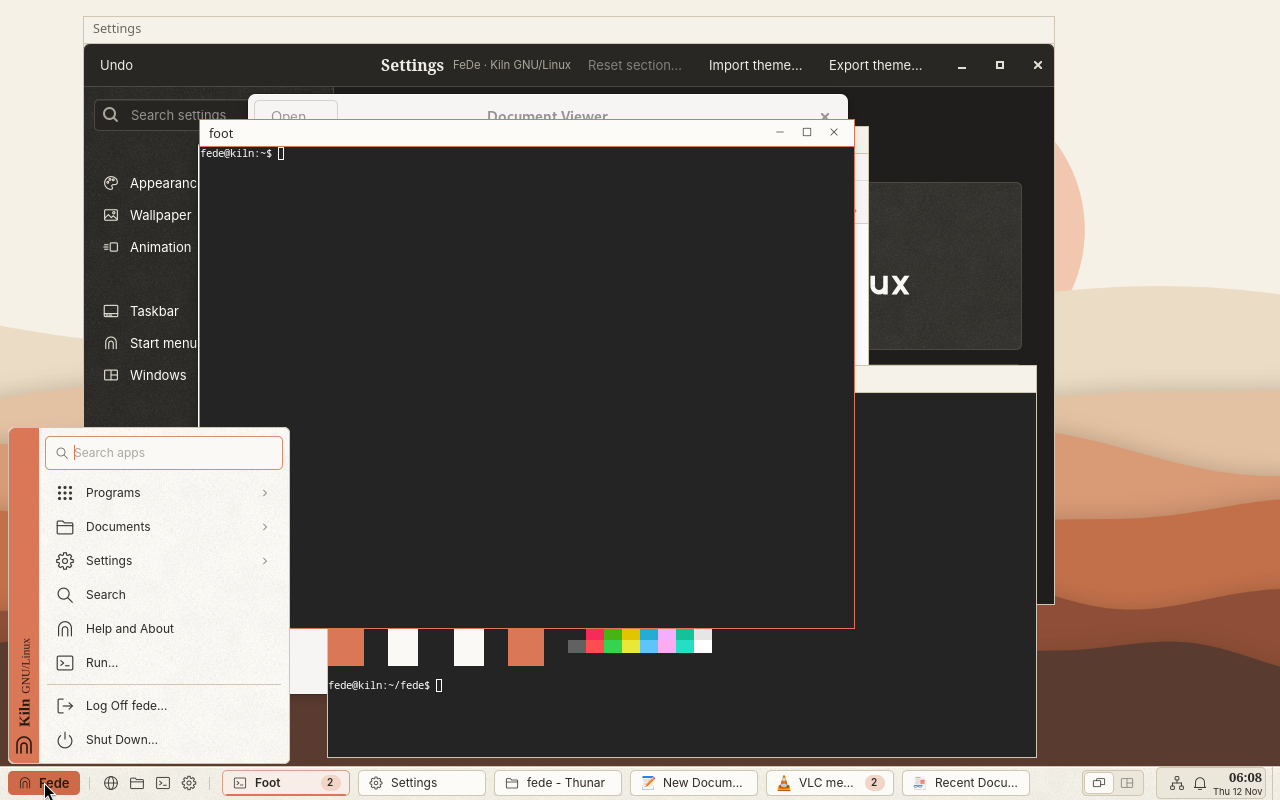 Settings
Undo
Settings
FeDe · Kiln GNU/Linux
Reset section...
Import theme...
Export theme...
Search settings
Open
Document Viewer
foot
fede@kiln:~$
Appearanc
Wallpaper
Animation
Taskbar
Start menu
Windows
ux
Search apps
Programs
Documents
Settings
Search
Help and About
Run...
Log Off fede...
Shut Down...
Kiln GNU/Linux
fede@kiln:~/fede$
Fede
Foot 2
Settings
fede - Thunar
New Docum...
VLC me... 2
Recent Docu...
06:08
Thu 12 Nov